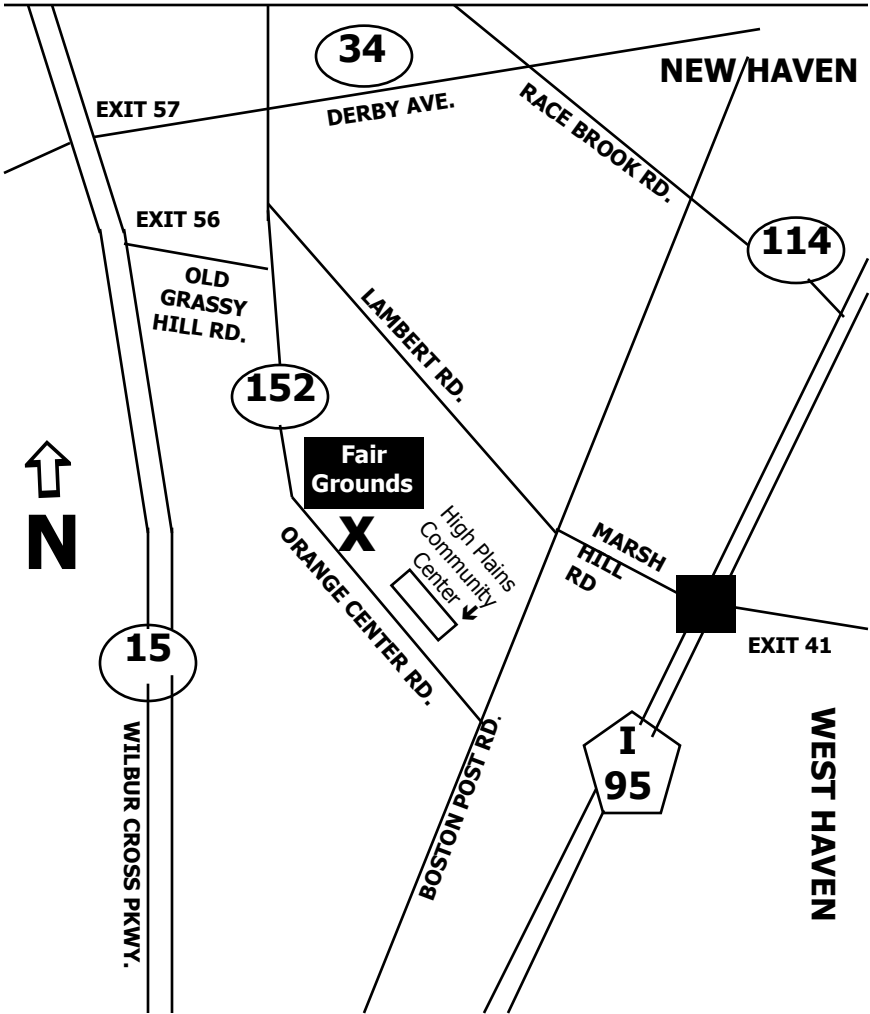 34
NEW HAVEN
EXIT 57
DERBY AVE.
RACE BROOK RD.
EXIT 56
114
OLD
GRASSY
HILL RD.
LAMBERT RD.
152
Fair
Grounds
X
N
High Plains
Community
Center
ORANGE CENTER RD.
MARSH
HILL
RD
EXIT 41
15
WILBUR CROSS PKWY.
BOSTON POST RD.
I
95
WEST HAVEN